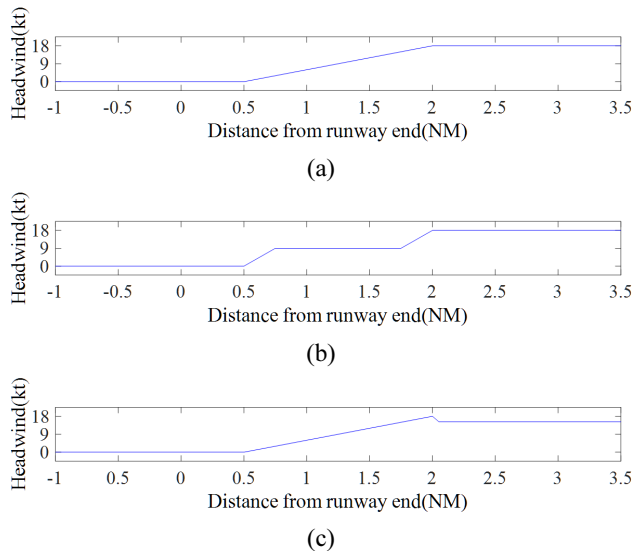 Headwind(kt)
18
9
0
-1 -0.5 0 0.5 1 1.5 2 2.5 3 3.5
Distance from runway end(NM)
(a)
Headwind(kt)
18
9
0
-1 -0.5 0 0.5 1 1.5 2 2.5 3 3.5
Distance from runway end(NM)
(b)
Headwind(kt)
18
9
0
-1 0.5 0 0.5 1 1.5 2 2.5 3 3.5
Distance from runway end(NM)
(c)